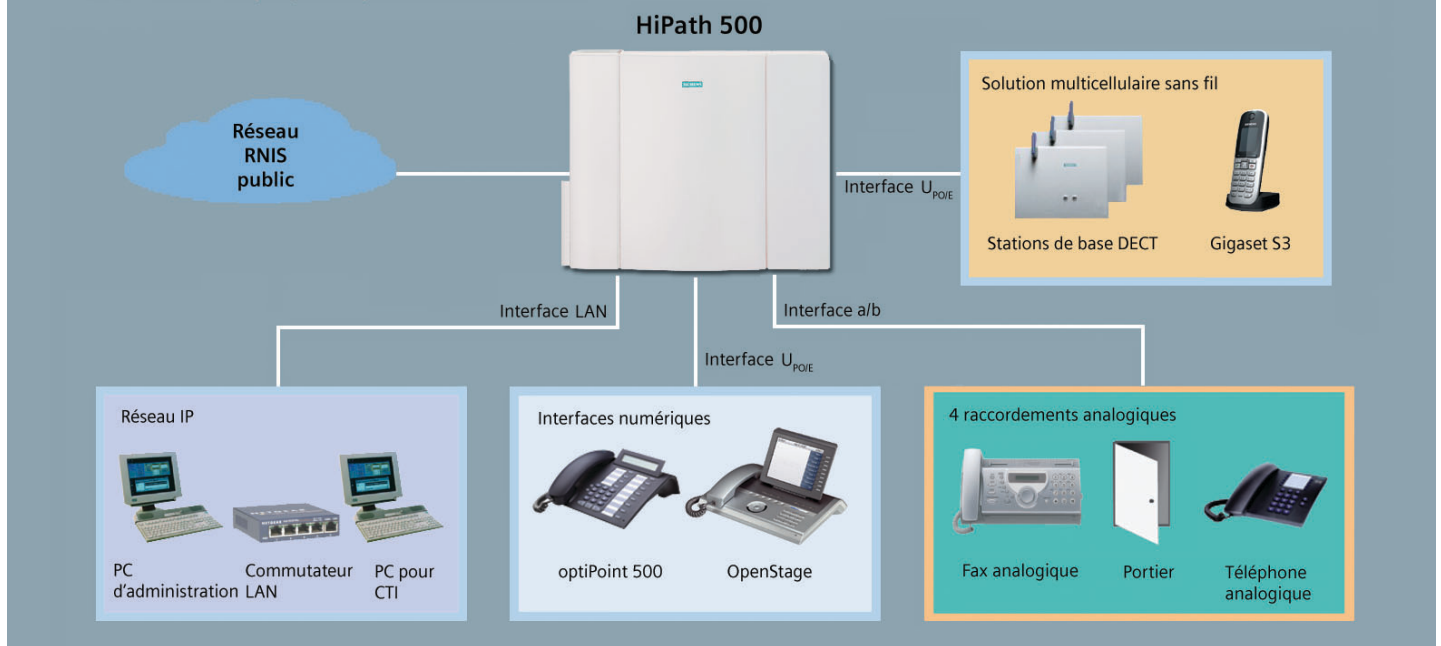 HiPath 500
SIEMENS
Réseau
RNIS
public
Solution multicellulaire sans fil
Interface UPO/E
Stations de base DECT
Gigaset S3
Interface LAN
Interface a/b
Interface UPO/E
Réseau IP
NETGEAR
PC
d’administration
Commutateur
LAN
PC pour
CTI
Interfaces numériques
optiPoint 500
OpenStage
4 raccordements analogiques
Fax analogique
Portier
Téléphone
analogique